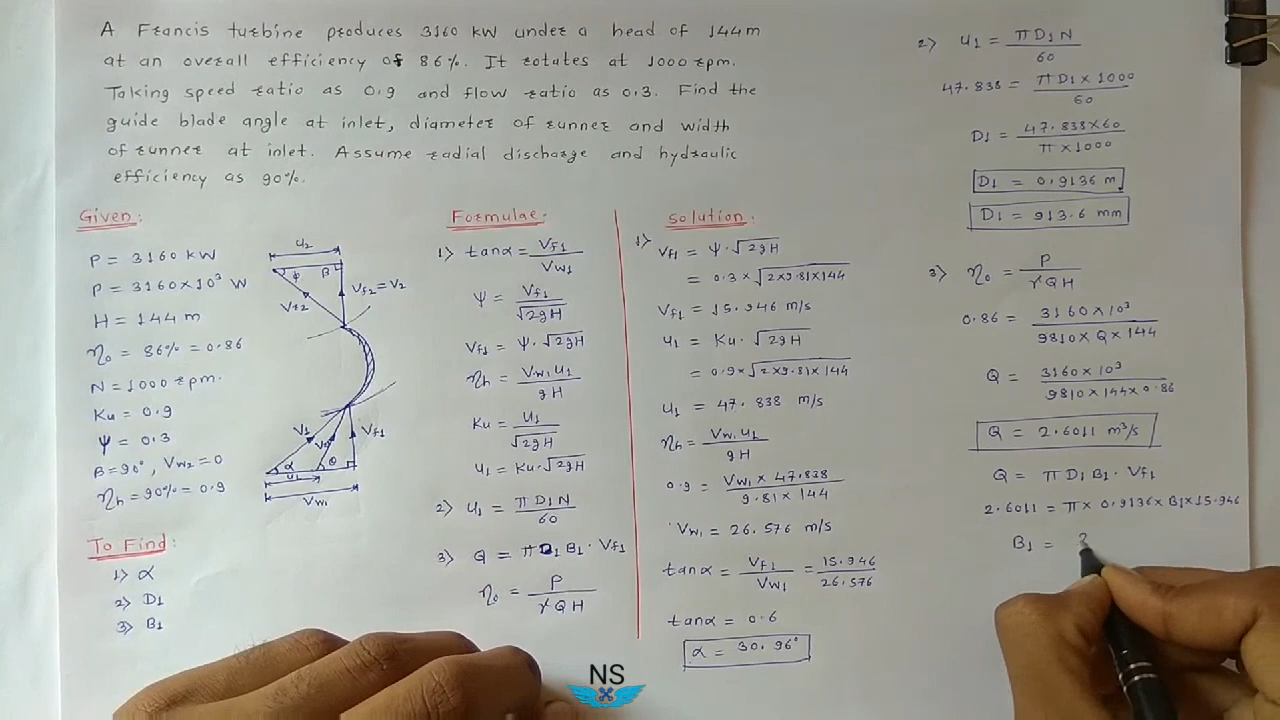 A Francis turbine produces 3160 kW under a head of 144m
at an overall efficiency of 86%. It rotates at 1000 rpm.
Taking speed ratio as 0.9 and flow ratio as 0.3. Find the
guide blade angle at inlet, diameter of runner and width
of runner at inlet. Assume radial discharge and hydraulic
efficiency as 90%.
Given:
P = 3160 kW
P = 3160×10³ W
H = 144 m
ηo = 86% = 0.86
N = 1000 rpm.
Ku = 0.9
Ψ = 0.3
β = 90°, Vw2 = 0
ηh = 90% = 0.9
To Find:
1) α
2) D1
3) B1
u2
φ β
Vr2
Vf2 = V2
V1 Vr1 Vf1
α θ
u1
Vw1
Formulae:
1) tanα = Vf1 / Vw1
Ψ = Vf1 / √2gH
Vf1 = Ψ·√2gH
ηh = Vw1 u1 / gH
Ku = u1 / √2gH
u1 = Ku·√2gH
2) u1 = π D1 N / 60
3) Q = π D1 B1 · Vf1
ηo = P / γQH
Solution:
1) Vf1 = Ψ·√2gH
= 0.3 × √2×9.81×144
Vf1 = 15.946 m/s
u1 = Ku·√2gH
= 0.9×√2×9.81×144
u1 = 47.838 m/s
ηh = Vw1 u1 / gH
0.9 = Vw1 × 47.838 / 9.81 × 144
Vw1 = 26.576 m/s
tanα = Vf1 / Vw1 = 15.946 / 26.576
tanα = 0.6
α = 30.96°
2) u1 = π D1 N / 60
47.838 = π D1 × 1000 / 60
D1 = 47.838×60 / π×1000
D1 = 0.9136 m
D1 = 913.6 mm
3) ηo = P / γQH
0.86 = 3160×10³ / 9810 × Q × 144
Q = 3160×10³ / 9810×144×0.86
Q = 2.6011 m³/s
Q = π D1 B1 · Vf1
2.6011 = π × 0.9136 × B1 × 15.946
B1 =
NS